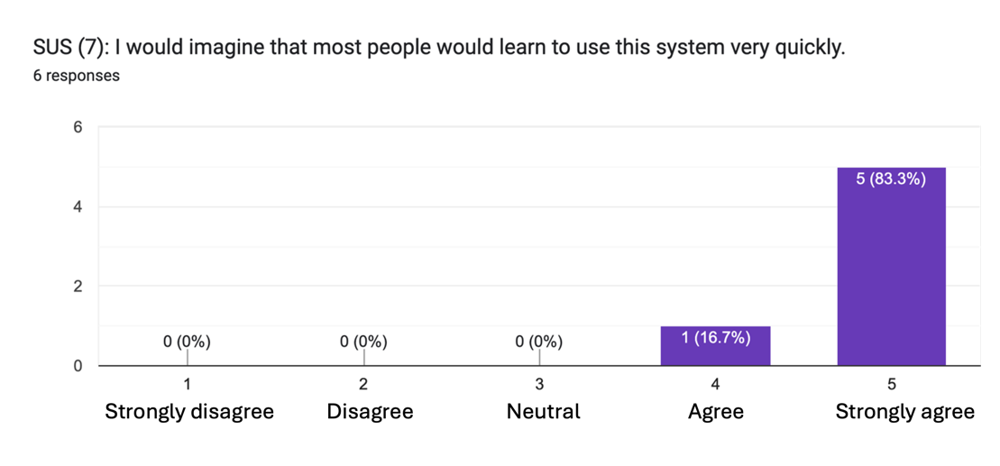 SUS (7): I would imagine that most people would learn to use this system very quickly.
6 responses
6
4
2
0
0 (0%)
0 (0%)
0 (0%)
1 (16.7%)
5 (83.3%)
1
2
3
4
5
Strongly disagree
Disagree
Neutral
Agree
Strongly agree